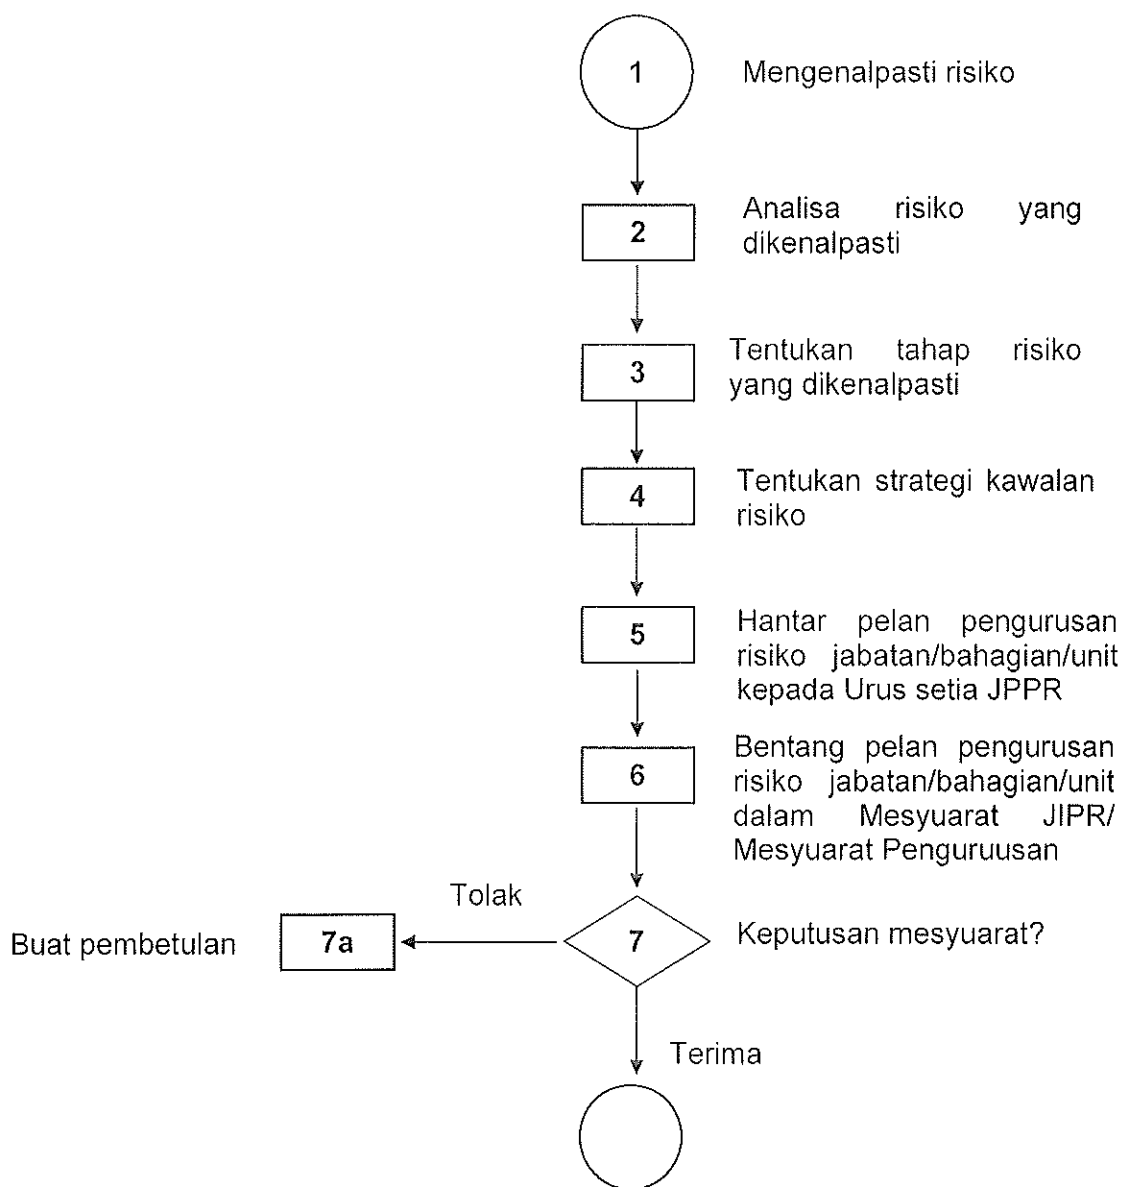 1
Mengenalpasti risiko
2
Analisa risiko yang
dikenalpasti
3
Tentukan tahap risiko
yang dikenalpasti
4
Tentukan strategi kawalan
risiko
5
Hantar pelan pengurusan
risiko jabatan/bahagian/unit
kepada Urus setia JPPR
6
Bentang pelan pengurusan
risiko jabatan/bahagian/unit
dalam Mesyuarat JIPR/
Mesyuarat Penguruusan
Tolak
Buat pembetulan
7a
7
Keputusan mesyuarat?
Terima